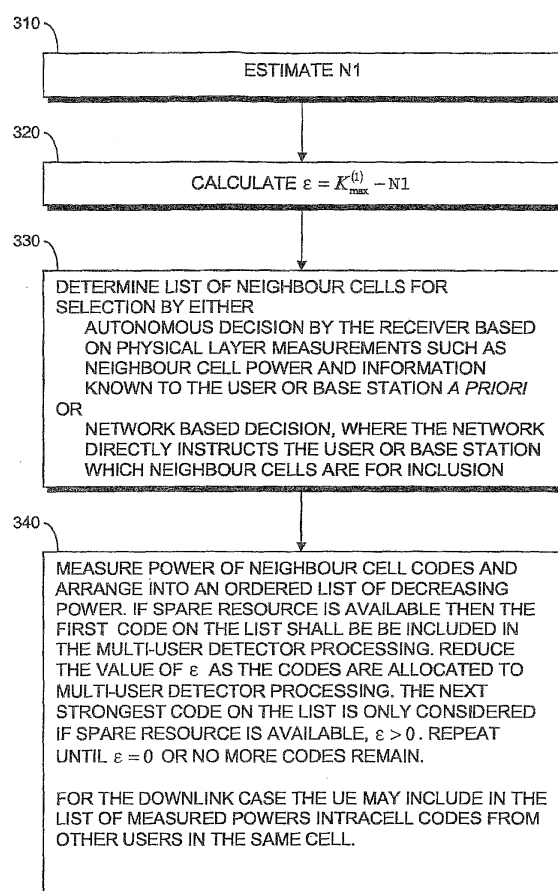 310
ESTIMATE N1
320
CALCULATE ε = K_max^(1) − N1
330
DETERMINE LIST OF NEIGHBOUR CELLS FOR
SELECTION BY EITHER
AUTONOMOUS DECISION BY THE RECEIVER BASED
ON PHYSICAL LAYER MEASUREMENTS SUCH AS
NEIGHBOUR CELL POWER AND INFORMATION
KNOWN TO THE USER OR BASE STATION A PRIORI
OR
NETWORK BASED DECISION, WHERE THE NETWORK
DIRECTLY INSTRUCTS THE USER OR BASE STATION
WHICH NEIGHBOUR CELLS ARE FOR INCLUSION
340
MEASURE POWER OF NEIGHBOUR CELL CODES AND
ARRANGE INTO AN ORDERED LIST OF DECREASING
POWER. IF SPARE RESOURCE IS AVAILABLE THEN THE
FIRST CODE ON THE LIST SHALL BE BE INCLUDED IN
THE MULTI-USER DETECTOR PROCESSING. REDUCE
THE VALUE OF ε AS THE CODES ARE ALLOCATED TO
MULTI-USER DETECTOR PROCESSING. THE NEXT
STRONGEST CODE ON THE LIST IS ONLY CONSIDERED
IF SPARE RESOURCE IS AVAILABLE, ε > 0. REPEAT
UNTIL ε = 0 OR NO MORE CODES REMAIN.
FOR THE DOWNLINK CASE THE UE MAY INCLUDE IN THE
LIST OF MEASURED POWERS INTRACELL CODES FROM
OTHER USERS IN THE SAME CELL.